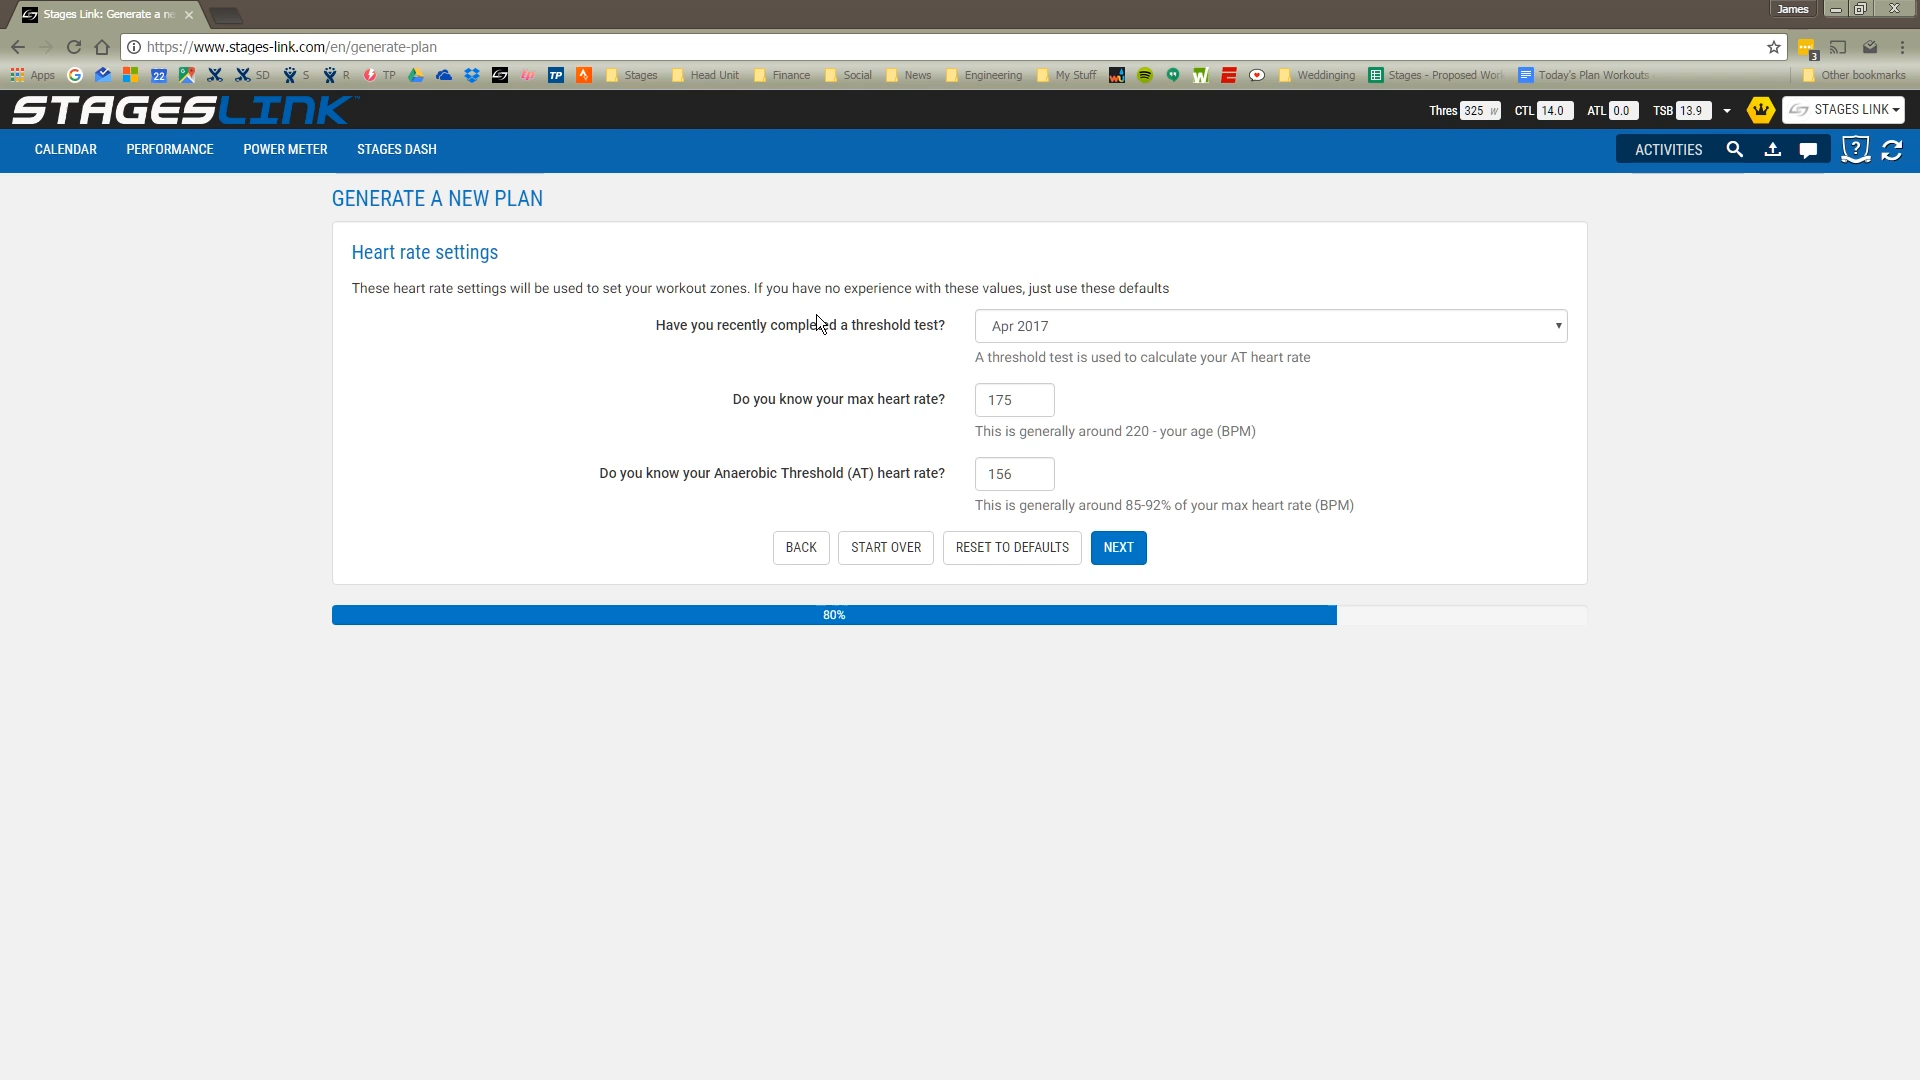 Stages Link: Generate a ne
James
https://www.stages-link.com/en/generate-plan
3
Apps 22 SD S R TP TP Stages Head Unit Finance Social News Engineering My Stuff Weddinging Stages - Proposed Work Today's Plan Workouts Other bookmarks
STAGESLINK Thres 325 w CTL 14.0 ATL 0.0 TSB 13.9 STAGES LINK
CALENDAR PERFORMANCE POWER METER STAGES DASH ACTIVITIES
GENERATE A NEW PLAN
Heart rate settings
These heart rate settings will be used to set your workout zones. If you have no experience with these values, just use these defaults
Have you recently completed a threshold test? Apr 2017
A threshold test is used to calculate your AT heart rate
Do you know your max heart rate? 175
This is generally around 220 - your age (BPM)
Do you know your Anaerobic Threshold (AT) heart rate? 156
This is generally around 85-92% of your max heart rate (BPM)
BACK START OVER RESET TO DEFAULTS NEXT
80%